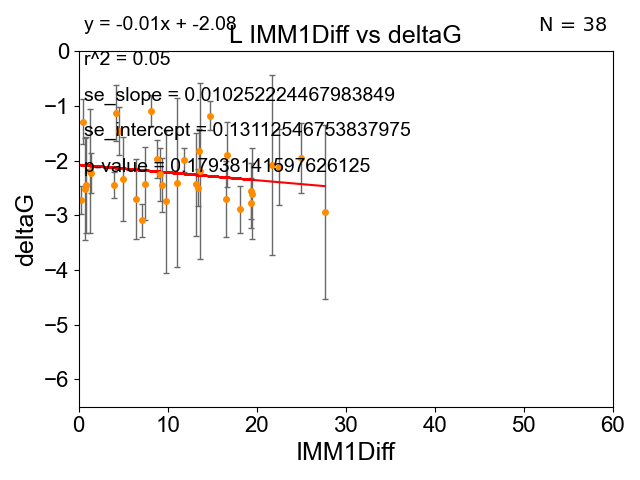 y = -0.01x + -2.08
N = 38
L IMM1Diff vs deltaG
r^2 = 0.05
se_slope = 0.010252224467983849
se_intercept = 0.13112546753837975
p-value = 0.17938141597626125
0
−1
−2
−3
−4
−5
−6
deltaG
0 10 20 30 40 50 60
IMM1Diff